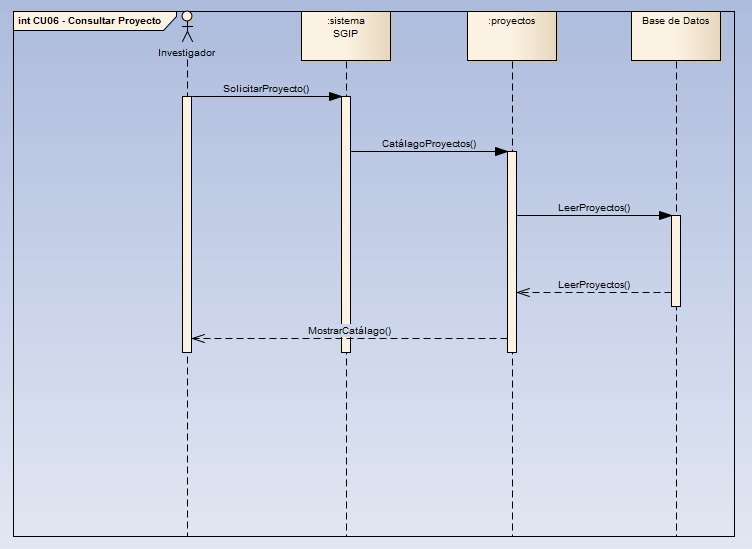 int CU06 - Consultar Proyecto
Investigador
:sistema
SGIP
:proyectos
Base de Datos
SolicitarProyecto()
CatálagoProyectos()
LeerProyectos()
LeerProyectos()
MostrarCatálago()